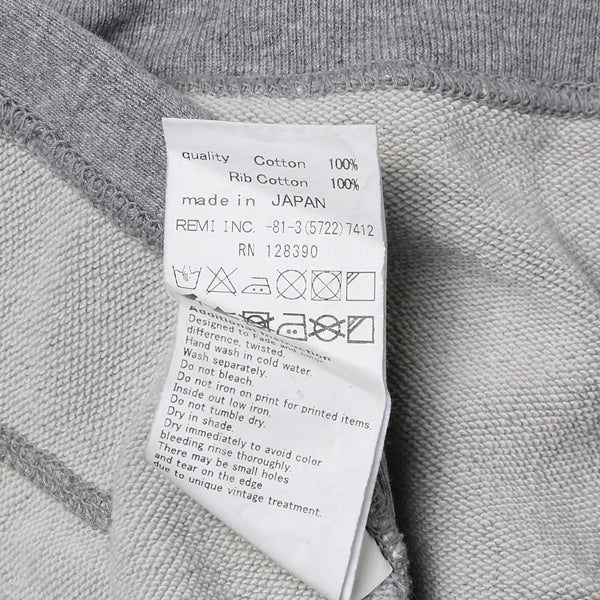 quality Cotton 100%
Rib Cotton 100%
made in JAPAN
REMI INC. -81-3(5722)7412
RN 128390
Designed to Fade and color
difference, twisted.
Hand wash in cold water.
Wash separately.
Do not bleach.
Do not iron on print for printed items.
Inside out low iron.
Do not tumble dry.
Dry in shade.
Dry immediately to avoid color
bleeding rinse thoroughly.
There may be small holes
and tear on the edge
due to unique vintage treatment.